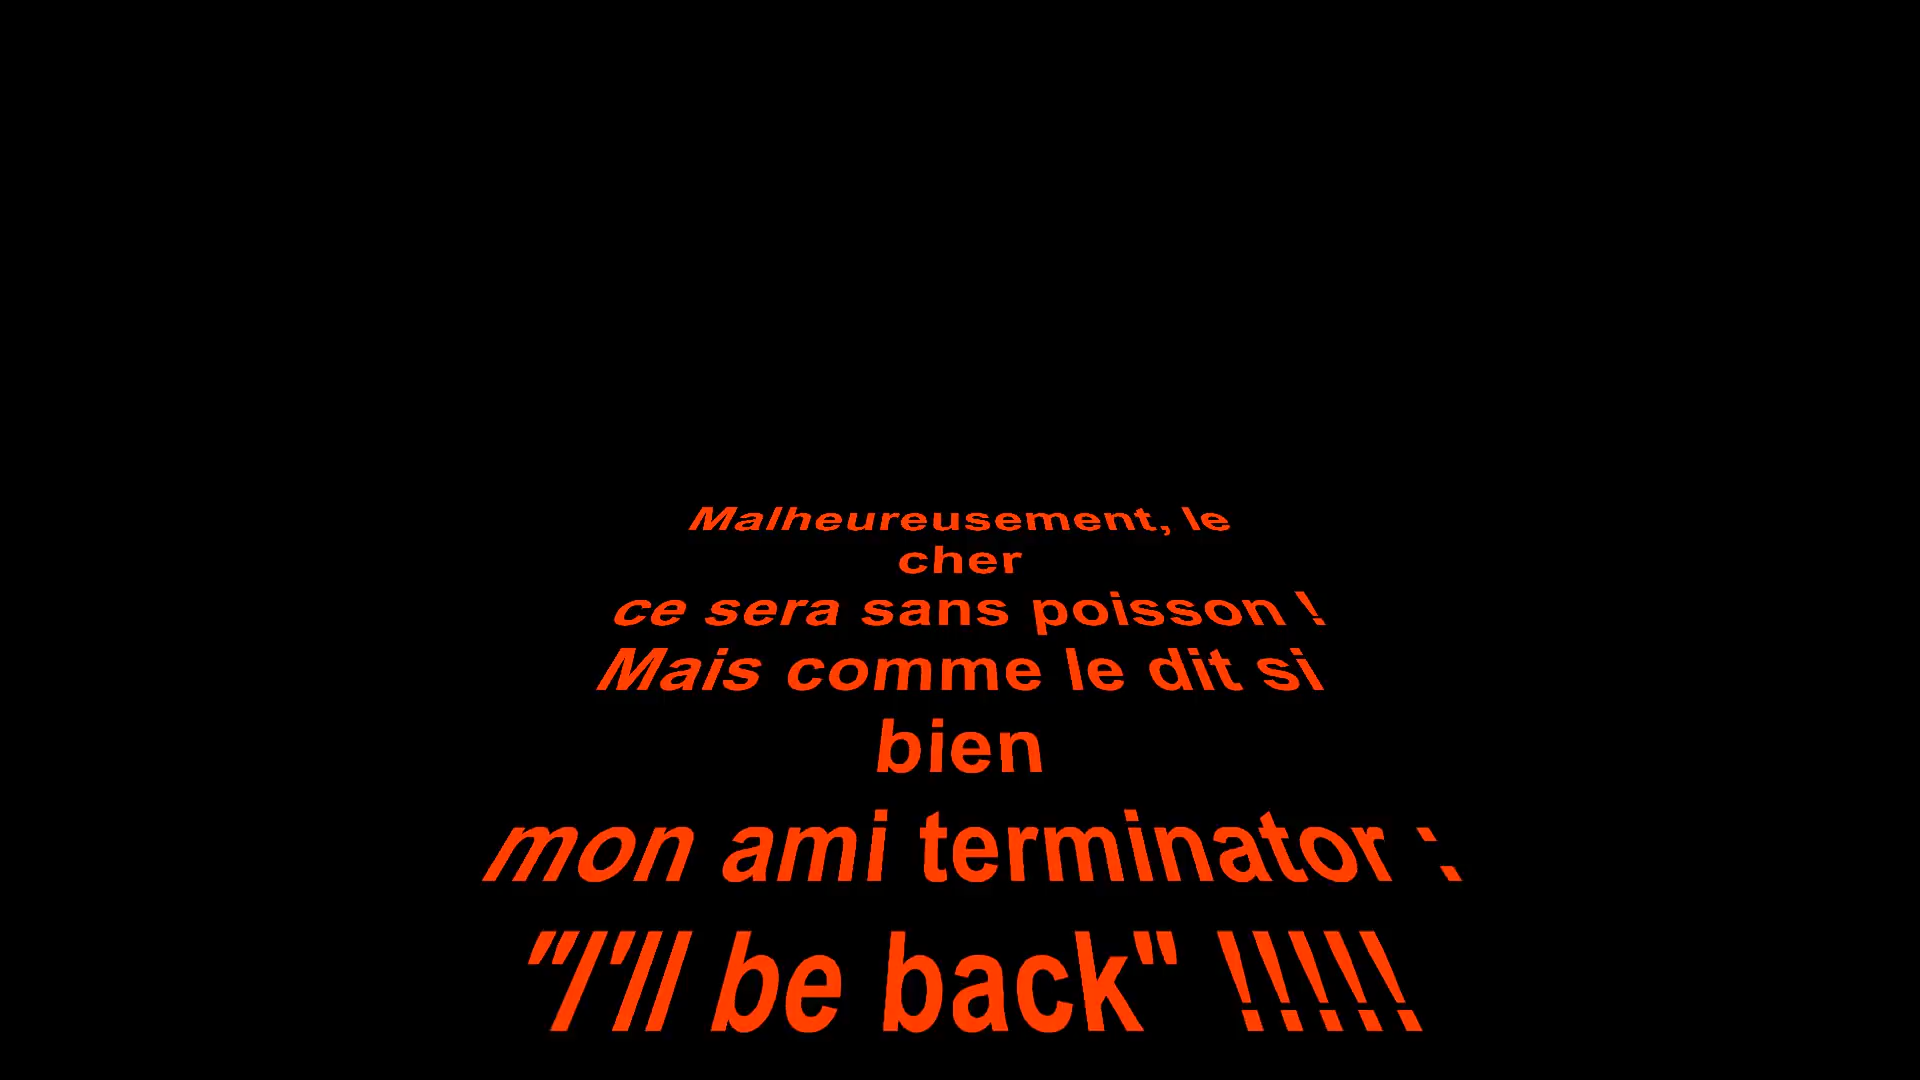 Malheureusement, le
cher
ce sera sans poisson !
Mais comme le dit si
bien
mon ami terminator :
"I'll be back" !!!!!